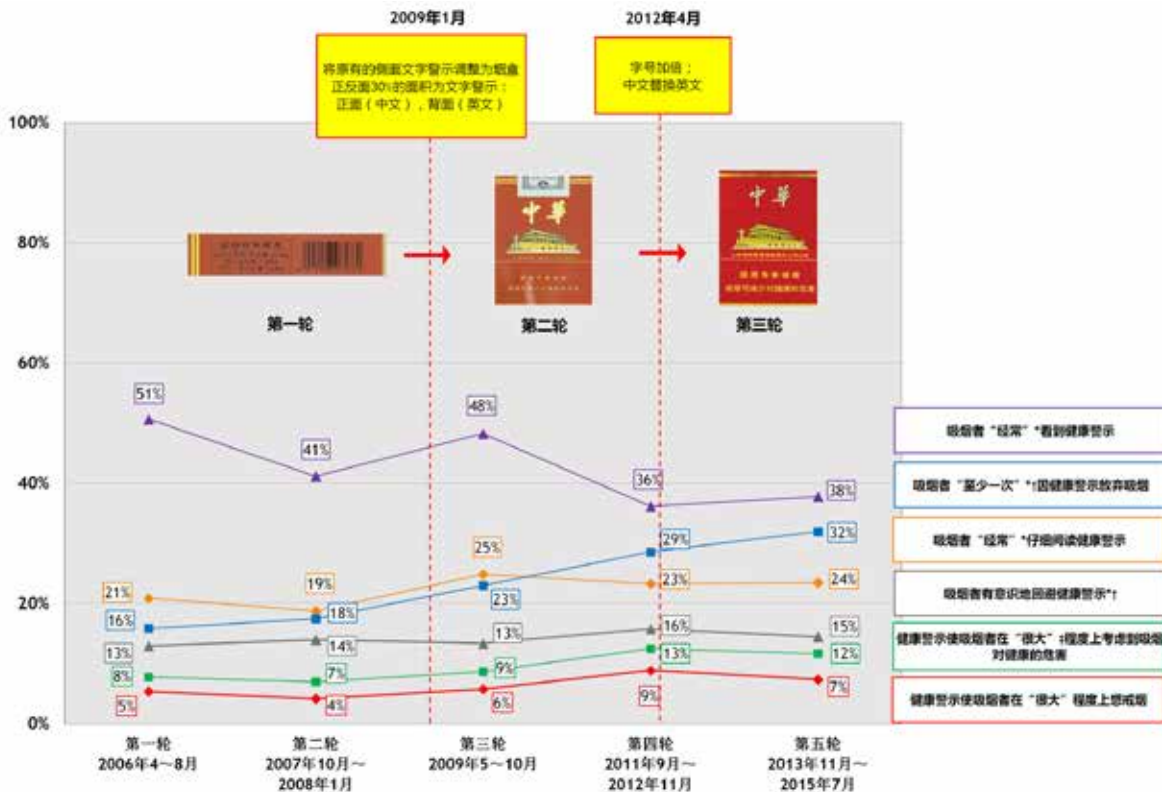 2009年1月
2012年4月
将原有的侧面文字警示调整为烟盒
正反面30%的面积为文字警示：
正面（中文），背面（英文）
字号加倍；
中文替换英文
100%
80%
60%
40%
20%
0%
中华
中华
第一轮
第二轮
第三轮
51%
41%
48%
36%
38%
16%
18%
23%
29%
32%
21%
19%
25%
23%
24%
13%
14%
13%
16%
15%
8%
7%
9%
13%
12%
5%
4%
6%
9%
7%
吸烟者“经常”*看到健康警示
吸烟者“至少一次”*†因健康警示放弃吸烟
吸烟者“经常”*仔细阅读健康警示
吸烟者有意识地回避健康警示*†
健康警示使吸烟者在“很大”‡程度上考虑到吸烟
对健康的危害
健康警示使吸烟者在“很大”程度上想戒烟
第一轮
2006年4～8月
第二轮
2007年10月～
2008年1月
第三轮
2009年5～10月
第四轮
2011年9月～
2012年11月
第五轮
2013年11月～
2015年7月